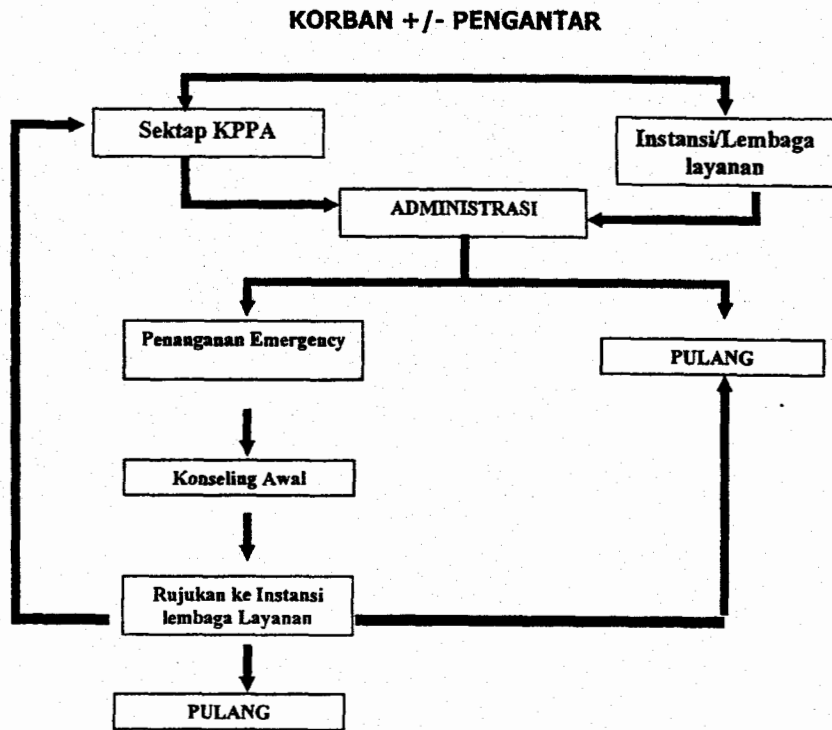 KORBAN +/- PENGANTAR
Sektap KPPA
Instansi/Lembaga
layanan
ADMINISTRASI
Penanganan Emergency
PULANG
Konseling Awal
Rujukan ke Instansi
lembaga Layanan
PULANG